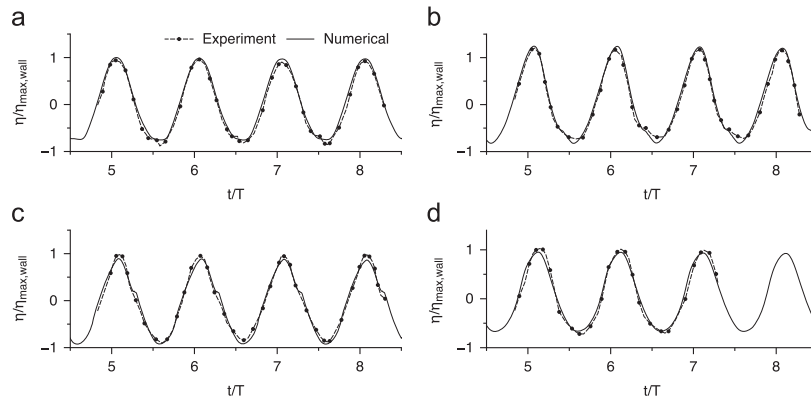 a
Experiment
Numerical
η/ηmax,wall
1
0
−1
5
6
7
8
t/T
b
η/ηmax,wall
1
0
−1
5
6
7
8
t/T
c
η/ηmax,wall
1
0
−1
5
6
7
8
t/T
d
η/ηmax,wall
1
0
−1
5
6
7
8
t/T